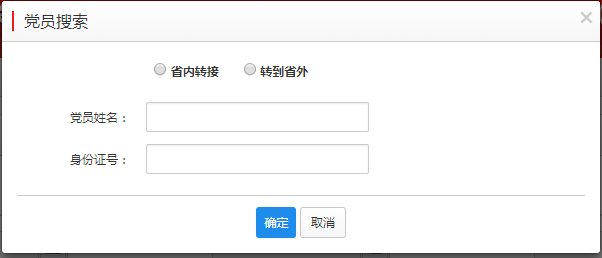 党员搜索
省内转接 转到省外
党员姓名：
身份证号：
确定 取消